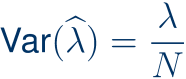 Var(λ̂) = λ/N